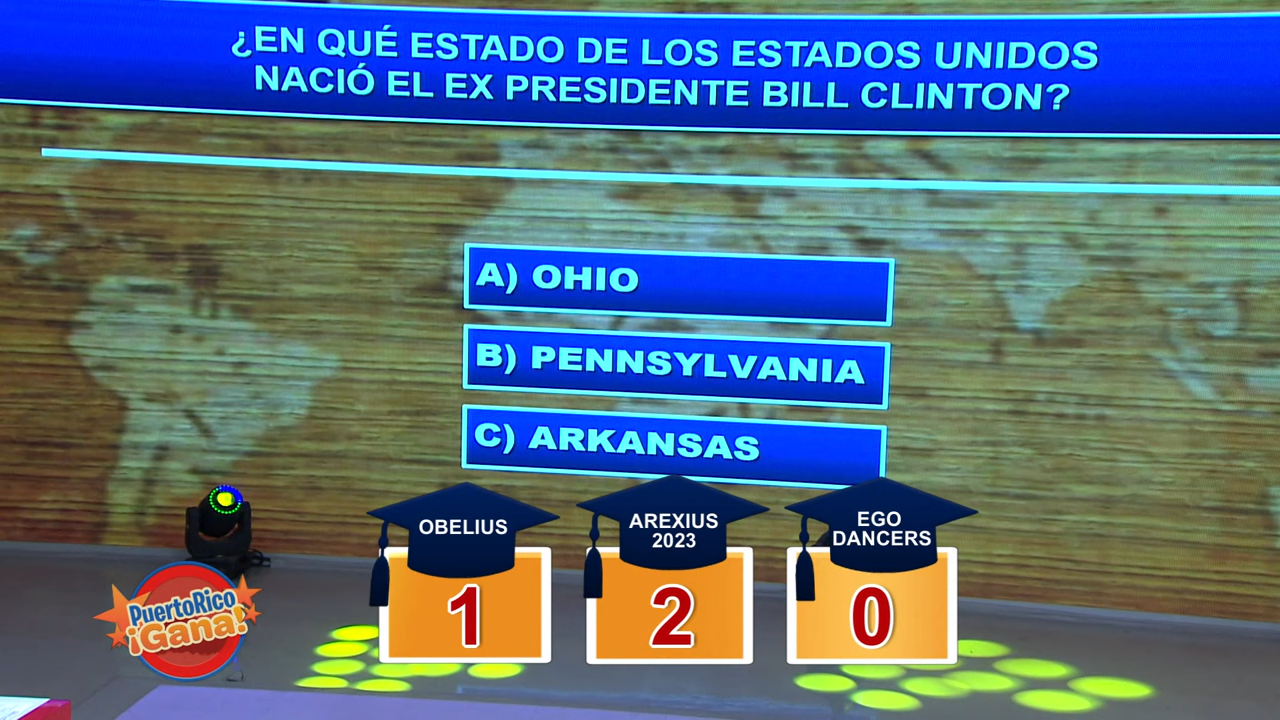 ¿EN QUÉ ESTADO DE LOS ESTADOS UNIDOS
NACIÓ EL EX PRESIDENTE BILL CLINTON?
A) OHIO
B) PENNSYLVANIA
C) ARKANSAS
OBELIUS
1
AREXIUS
2023
2
EGO
DANCERS
0
PuertoRico
¡Gana!